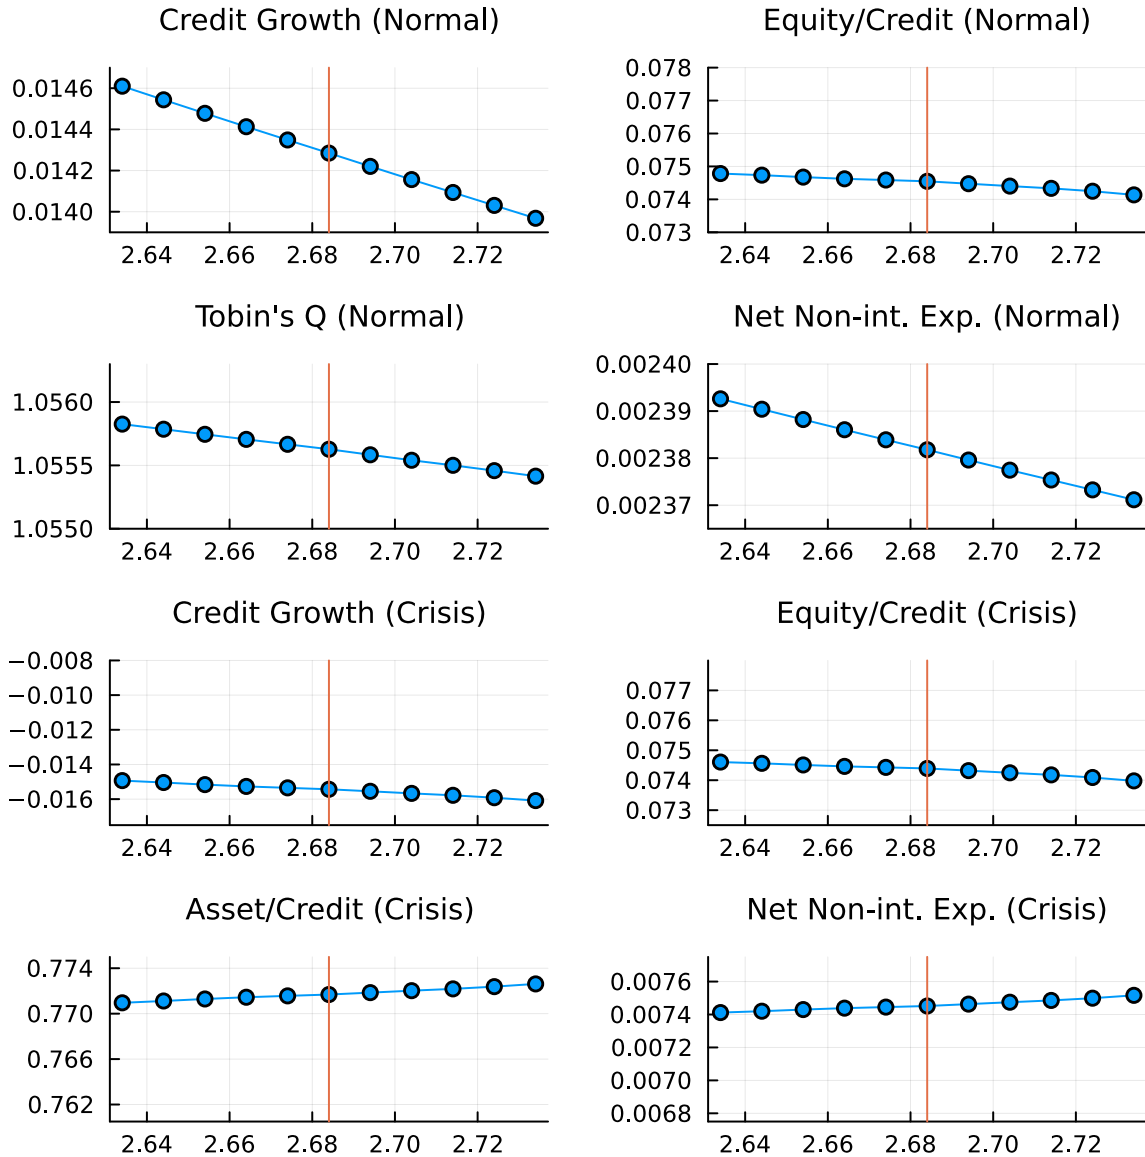 Credit Growth (Normal)
0.0146
0.0144
0.0142
0.0140
2.64 2.66 2.68 2.70 2.72
Equity/Credit (Normal)
0.078
0.077
0.076
0.075
0.074
0.073
2.64 2.66 2.68 2.70 2.72
Tobin's Q (Normal)
1.0560
1.0555
1.0550
2.64 2.66 2.68 2.70 2.72
Net Non-int. Exp. (Normal)
0.00240
0.00239
0.00238
0.00237
2.64 2.66 2.68 2.70 2.72
Credit Growth (Crisis)
−0.008
−0.010
−0.012
−0.014
−0.016
2.64 2.66 2.68 2.70 2.72
Equity/Credit (Crisis)
0.077
0.076
0.075
0.074
0.073
2.64 2.66 2.68 2.70 2.72
Asset/Credit (Crisis)
0.774
0.770
0.766
0.762
2.64 2.66 2.68 2.70 2.72
Net Non-int. Exp. (Crisis)
0.0076
0.0074
0.0072
0.0070
0.0068
2.64 2.66 2.68 2.70 2.72